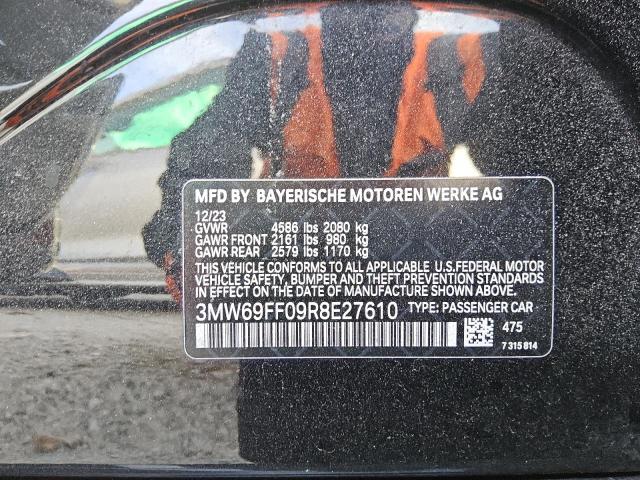 MFD BY BAYERISCHE MOTOREN WERKE AG
12/23
GVWR 4586 lbs 2080 kg
GAWR FRONT 2161 lbs 980 kg
GAWR REAR 2579 lbs 1170 kg
THIS VEHICLE CONFORMS TO ALL APPLICABLE U.S.FEDERAL MOTOR
VEHICLE SAFETY, BUMPER AND THEFT PREVENTION STANDARDS
IN EFFECT ON THE DATE OF MANUFACTURE SHOWN ABOVE.
3MW69FF09R8E27610 TYPE: PASSENGER CAR
475
7 315 814